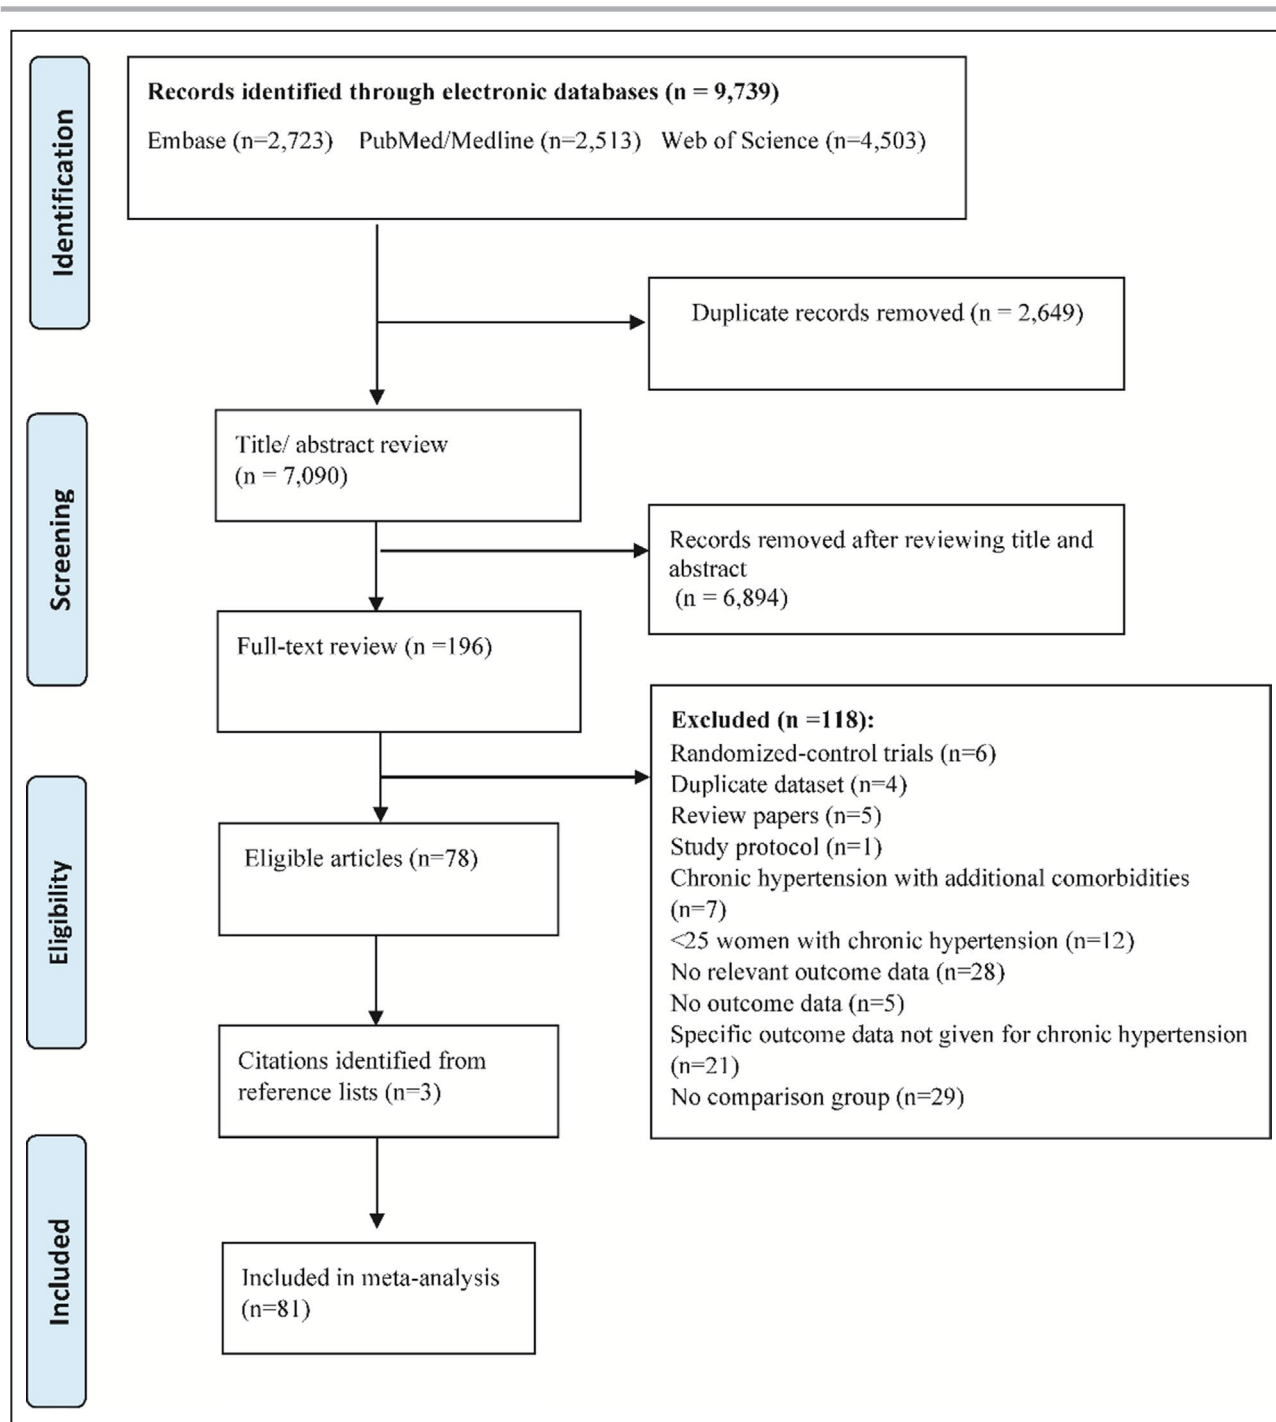 Identification
Records identified through electronic databases (n = 9,739)
Embase (n=2,723) PubMed/Medline (n=2,513) Web of Science (n=4,503)
Duplicate records removed (n = 2,649)
Screening
Title/ abstract review
(n = 7,090)
Records removed after reviewing title and
abstract
(n = 6,894)
Full-text review (n =196)
Excluded (n =118):
Randomized-control trials (n=6)
Duplicate dataset (n=4)
Review papers (n=5)
Study protocol (n=1)
Chronic hypertension with additional comorbidities
(n=7)
<25 women with chronic hypertension (n=12)
No relevant outcome data (n=28)
No outcome data (n=5)
Specific outcome data not given for chronic hypertension
(n=21)
No comparison group (n=29)
Eligibility
Eligible articles (n=78)
Citations identified from
reference lists (n=3)
Included
Included in meta-analysis
(n=81)